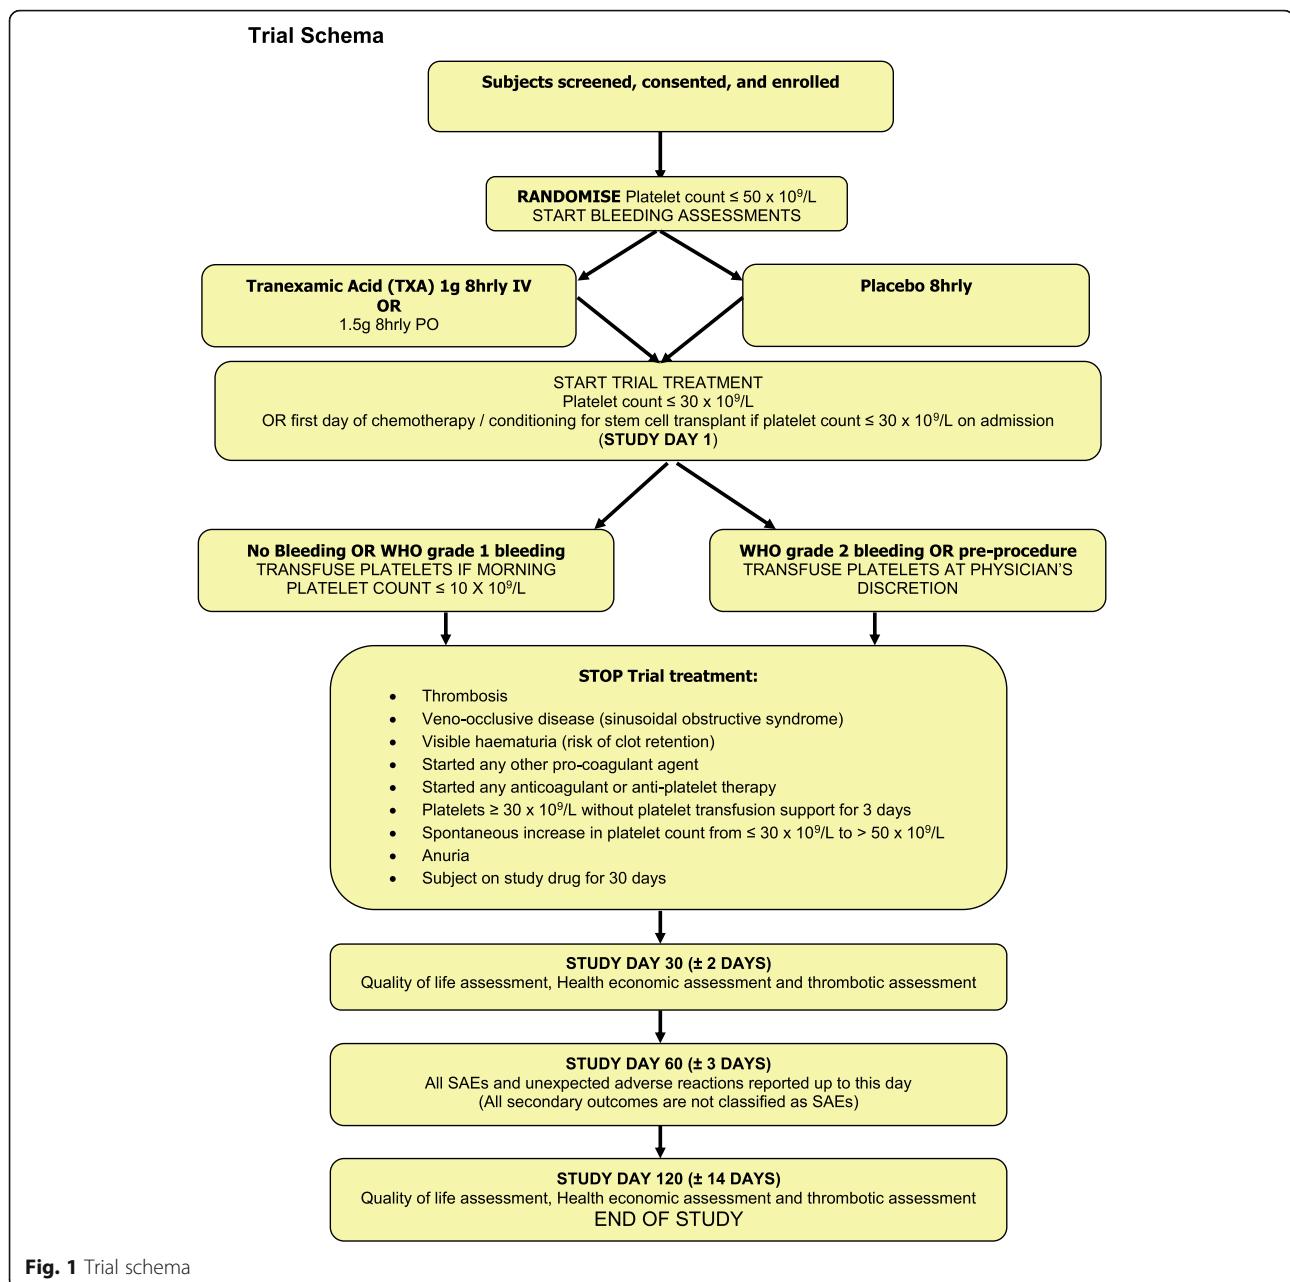 Trial Schema
Subjects screened, consented, and enrolled
RANDOMISE Platelet count ≤ 50 x 10⁹/L
START BLEEDING ASSESSMENTS
Tranexamic Acid (TXA) 1g 8hrly IV
OR
1.5g 8hrly PO
Placebo 8hrly
START TRIAL TREATMENT
Platelet count ≤ 30 x 10⁹/L
OR first day of chemotherapy / conditioning for stem cell transplant if platelet count ≤ 30 x 10⁹/L on admission
(STUDY DAY 1)
No Bleeding OR WHO grade 1 bleeding
TRANSFUSE PLATELETS IF MORNING
PLATELET COUNT ≤ 10 X 10⁹/L
WHO grade 2 bleeding OR pre-procedure
TRANSFUSE PLATELETS AT PHYSICIAN'S
DISCRETION
STOP Trial treatment:
• Thrombosis
• Veno-occlusive disease (sinusoidal obstructive syndrome)
• Visible haematuria (risk of clot retention)
• Started any other pro-coagulant agent
• Started any anticoagulant or anti-platelet therapy
• Platelets ≥ 30 x 10⁹/L without platelet transfusion support for 3 days
• Spontaneous increase in platelet count from ≤ 30 x 10⁹/L to > 50 x 10⁹/L
• Anuria
• Subject on study drug for 30 days
STUDY DAY 30 (± 2 DAYS)
Quality of life assessment, Health economic assessment and thrombotic assessment
STUDY DAY 60 (± 3 DAYS)
All SAEs and unexpected adverse reactions reported up to this day
(All secondary outcomes are not classified as SAEs)
STUDY DAY 120 (± 14 DAYS)
Quality of life assessment, Health economic assessment and thrombotic assessment
END OF STUDY
Fig. 1 Trial schema